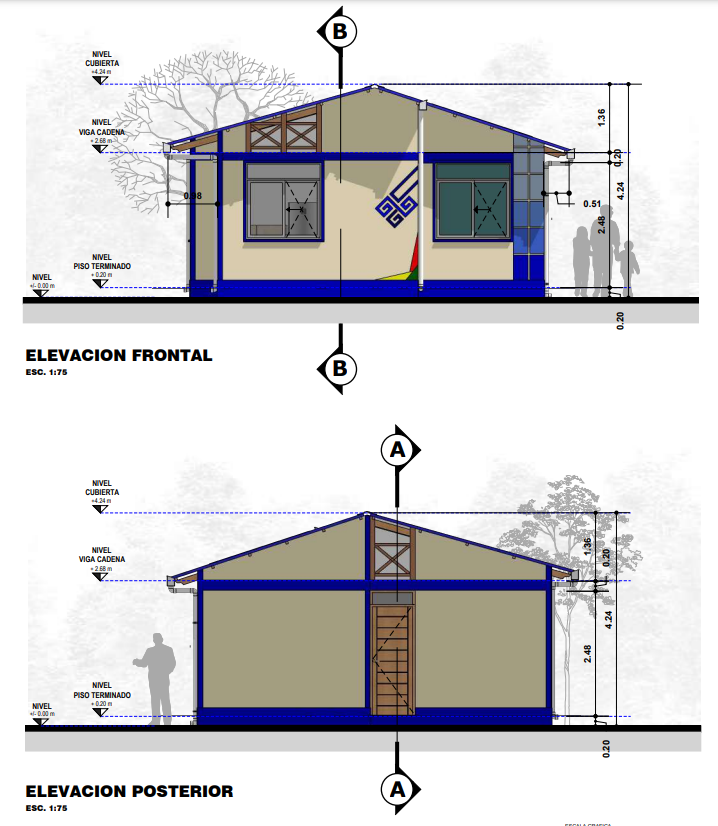 B
NIVEL
CUBIERTA
+4.24 m
NIVEL
VIGA CADENA
+ 2.68 m
1.36
0.20
4.24
0.98
0.51
2.48
NIVEL
PISO TERMINADO
+ 0.20 m
NIVEL
+/- 0.00 m
0.20
ELEVACION FRONTAL
ESC. 1:75
B
A
NIVEL
CUBIERTA
+4.24 m
NIVEL
VIGA CADENA
+ 2.68 m
1.36
0.20
4.24
2.48
NIVEL
PISO TERMINADO
+ 0.20 m
NIVEL
+/- 0.00 m
0.20
ELEVACION POSTERIOR
ESC. 1:75
A
ESCALA GRAFICA